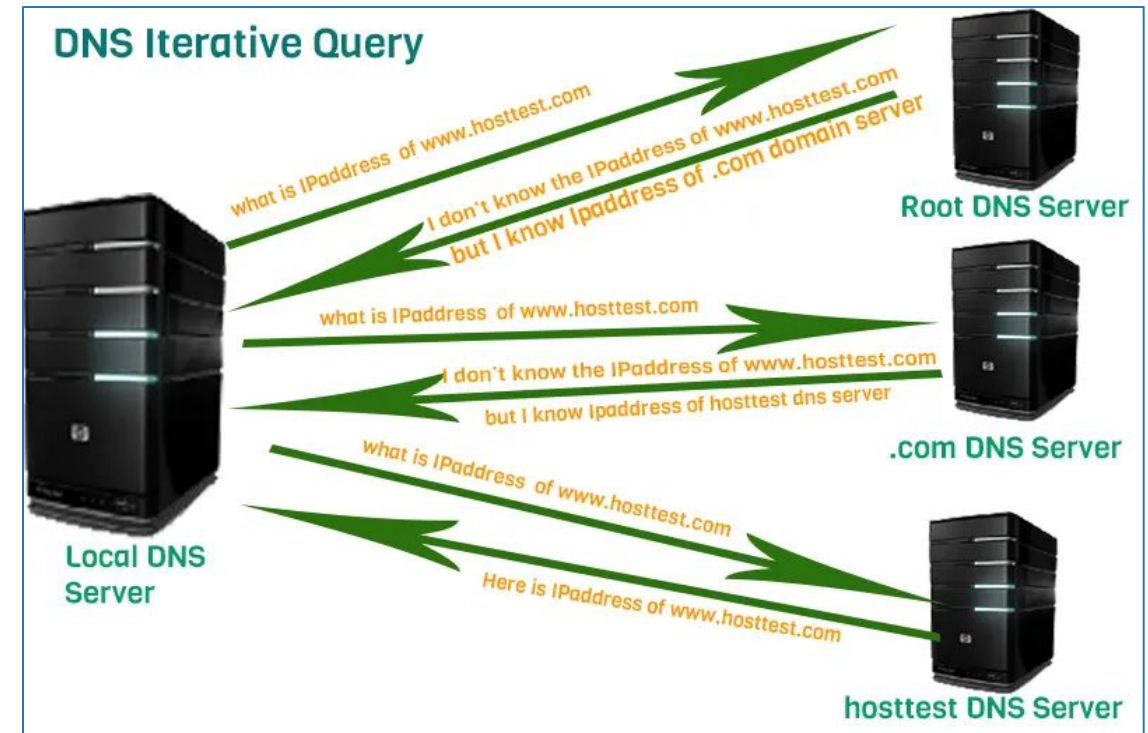 DNS Iterative Query
what is IPaddress of www.hosttest.com
I don't know the IPaddress of www.hosttest.com
but I know Ipaddress of .com domain server
Root DNS Server
what is IPaddress of www.hosttest.com
I don't know the IPaddress of www.hosttest.com
but I know Ipaddress of hosttest dns server
.com DNS Server
what is IPaddress of www.hosttest.com
Here is IPaddress of www.hosttest.com
Local DNS
Server
hosttest DNS Server